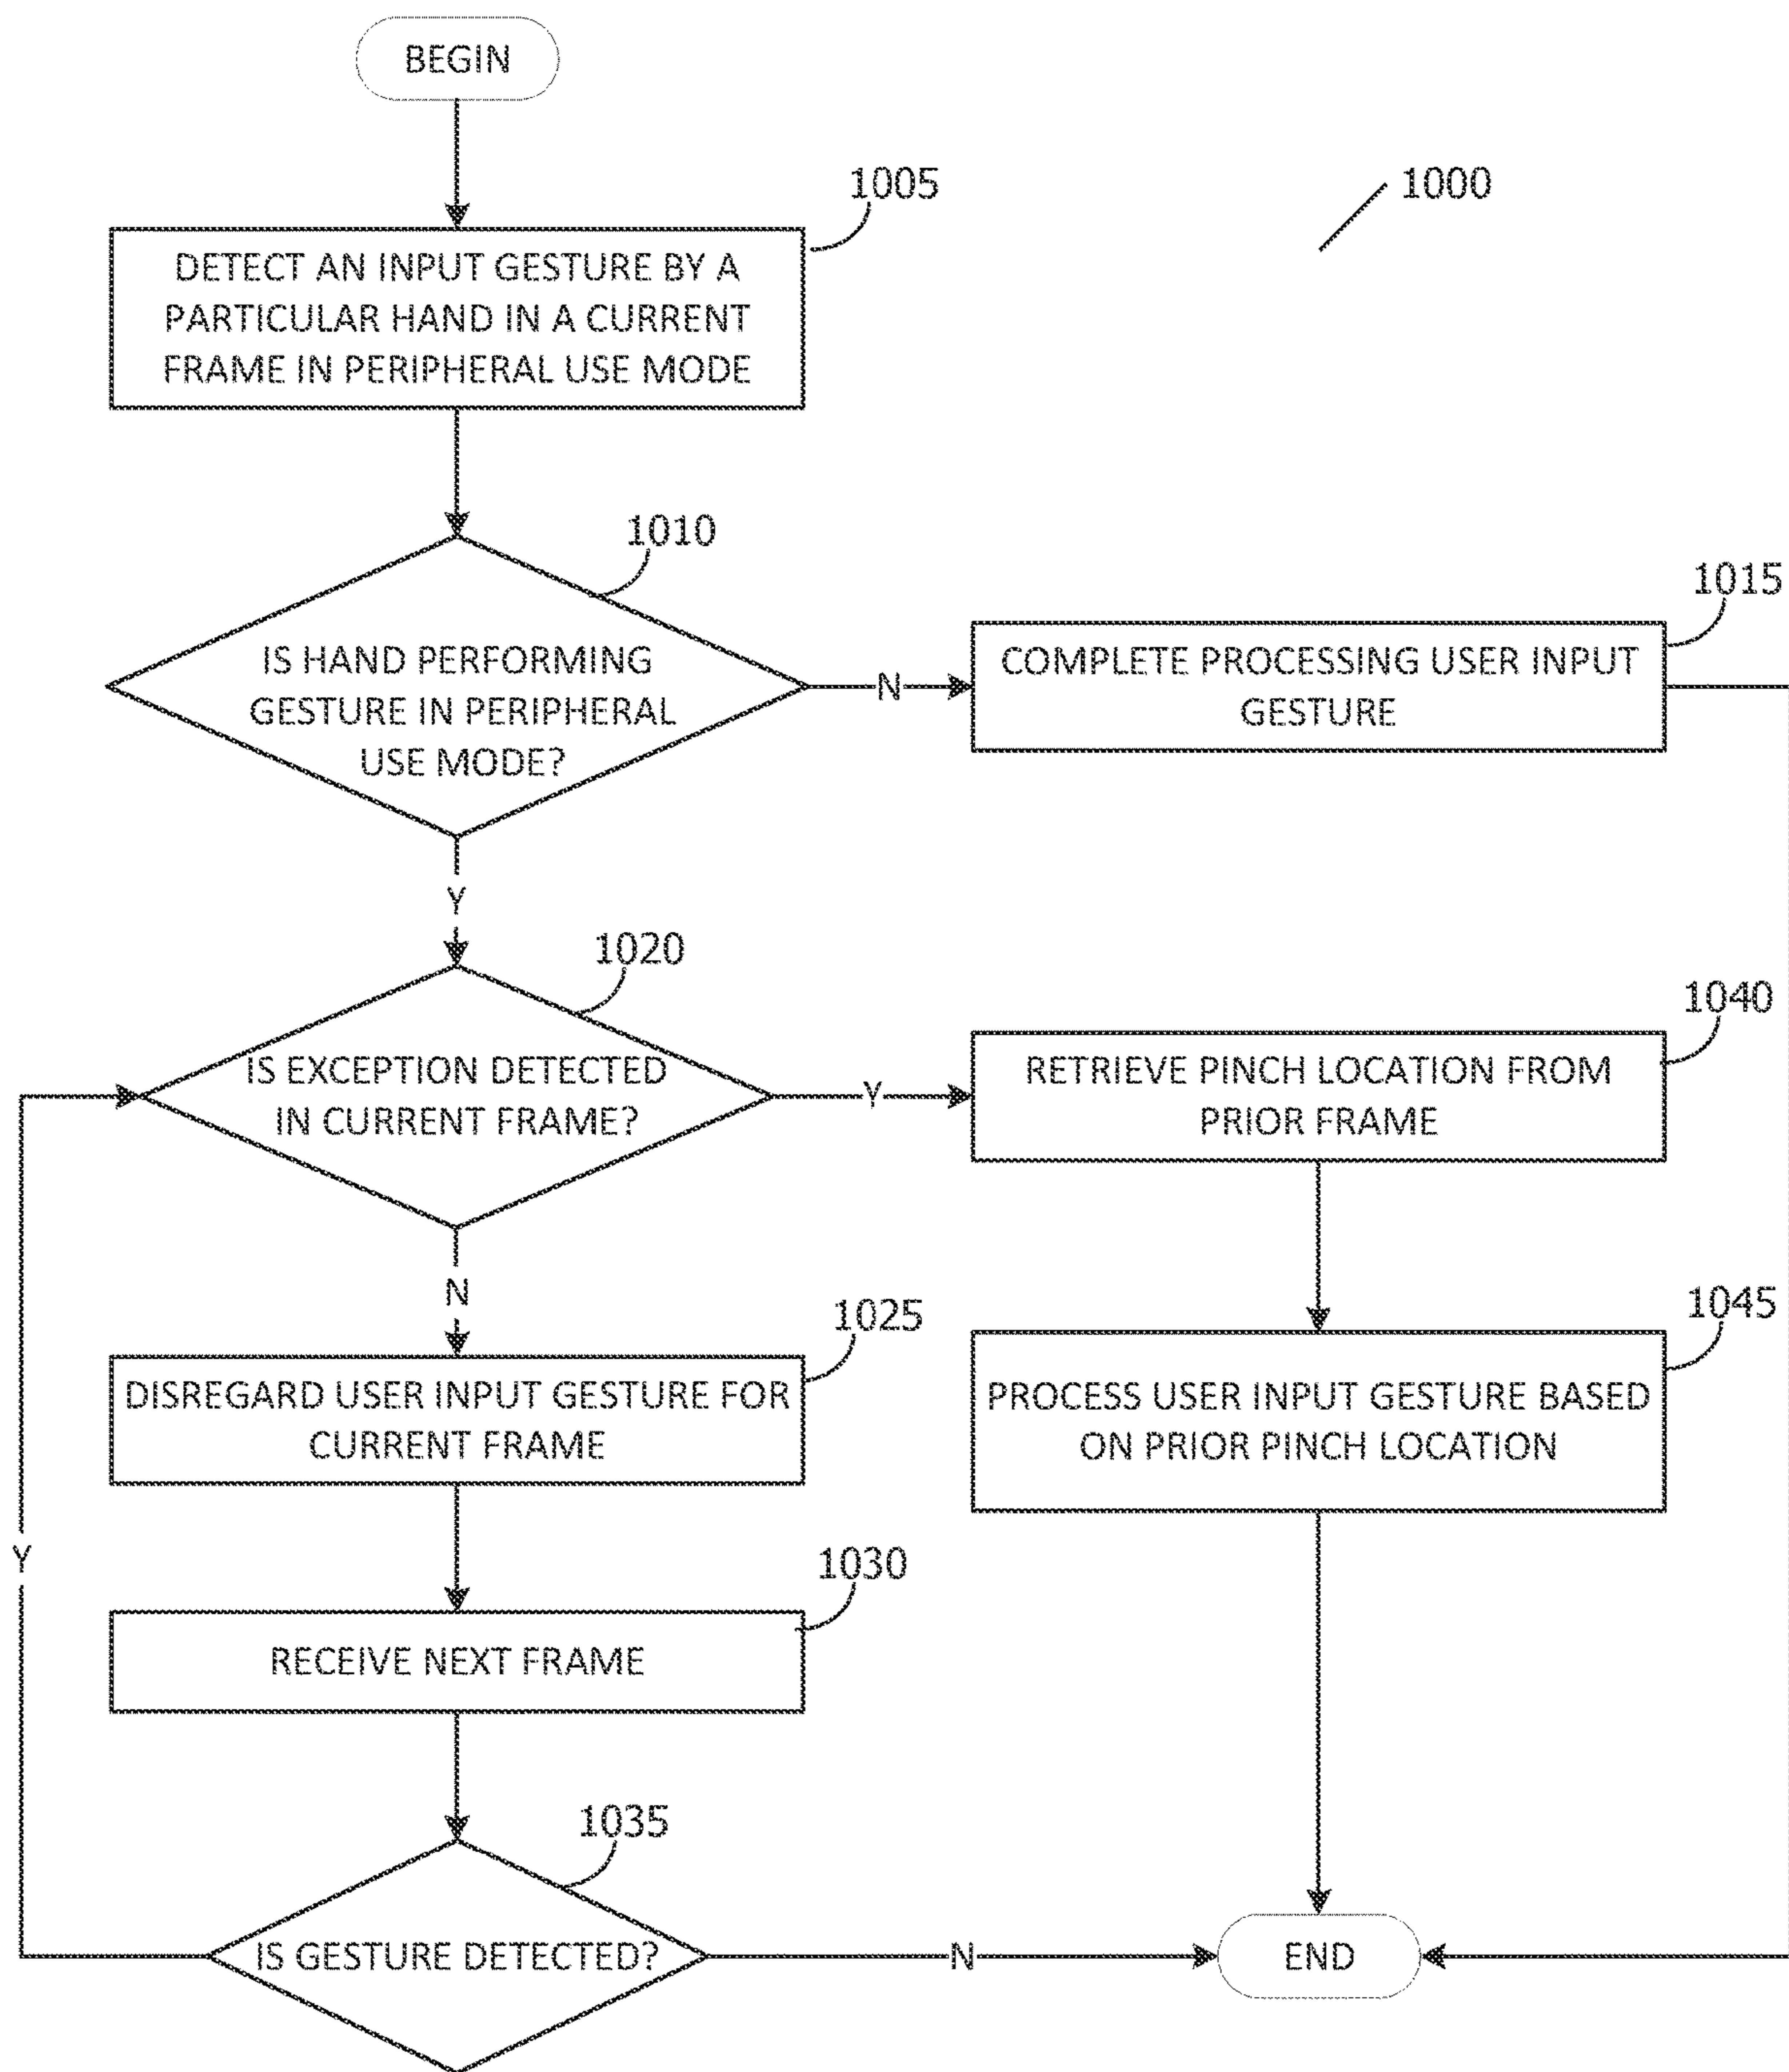 BEGIN
1005
1000
DETECT AN INPUT GESTURE BY A
PARTICULAR HAND IN A CURRENT
FRAME IN PERIPHERAL USE MODE
1010
IS HAND PERFORMING
GESTURE IN PERIPHERAL
USE MODE?
N
1015
COMPLETE PROCESSING USER INPUT
GESTURE
Y
1020
IS EXCEPTION DETECTED
IN CURRENT FRAME?
Y
1040
RETRIEVE PINCH LOCATION FROM
PRIOR FRAME
N
1025
DISREGARD USER INPUT GESTURE FOR
CURRENT FRAME
1045
PROCESS USER INPUT GESTURE BASED
ON PRIOR PINCH LOCATION
Y
1030
RECEIVE NEXT FRAME
1035
IS GESTURE DETECTED?
N
END